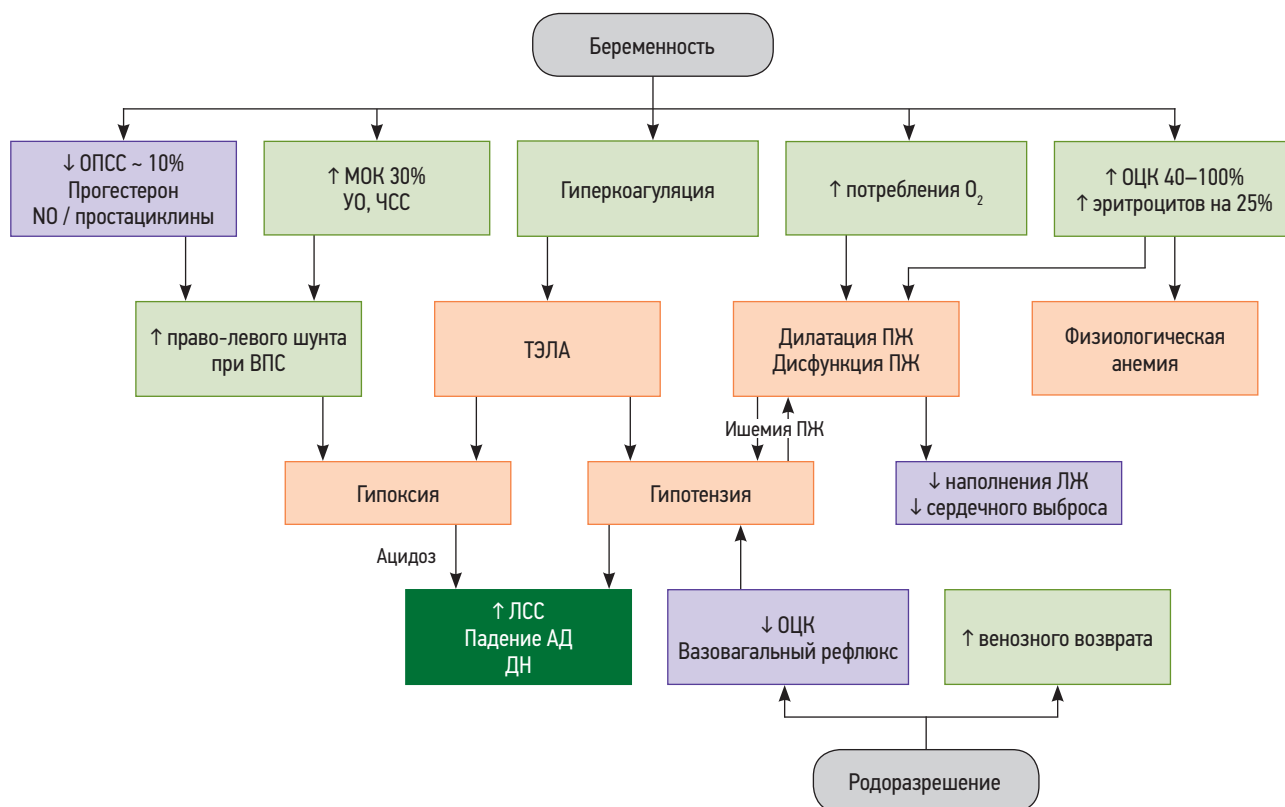 Беременность
↓ ОПСС ~ 10%
Прогестерон
NO / простациклины
↑ МОК 30%
УО, ЧСС
Гиперкоагуляция
↑ потребления O₂
↑ ОЦК 40–100%
↑ эритроцитов на 25%
↑ право-левого шунта
при ВПС
ТЭЛА
Дилатация ПЖ
Дисфункция ПЖ
Физиологическая
анемия
Ишемия ПЖ
Гипоксия
Гипотензия
↓ наполнения ЛЖ
↓ сердечного выброса
Ацидоз
↑ ЛСС
Падение АД
ДН
↓ ОЦК
Вазовагальный рефлюкс
↑ венозного возврата
Родоразрешение